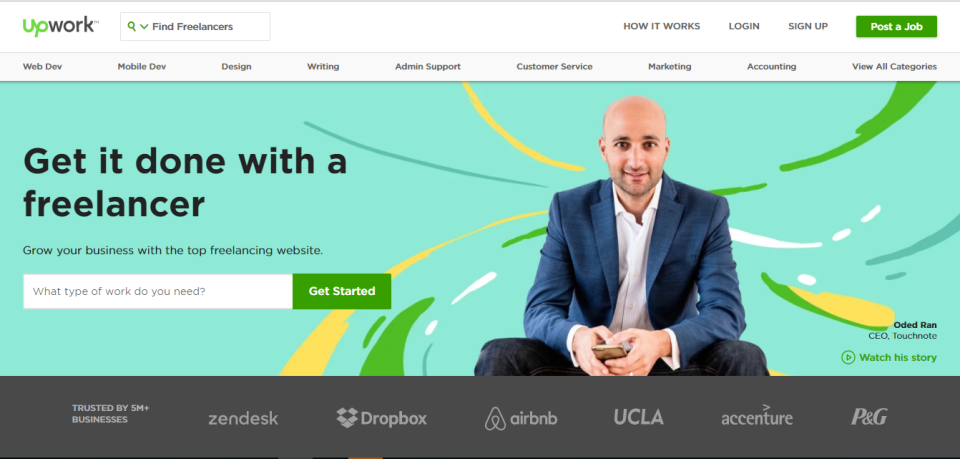 Upwork™
Find Freelancers
HOW IT WORKS
LOGIN
SIGN UP
Post a Job
Web Dev
Mobile Dev
Design
Writing
Admin Support
Customer Service
Marketing
Accounting
View All Categories
Get it done with a
freelancer
Grow your business with the top freelancing website.
What type of work do you need?
Get Started
Oded Ran
CEO, Touchnote
Watch his story
TRUSTED BY 5M+
BUSINESSES
zendesk
Dropbox
airbnb
UCLA
accenture
P&G